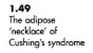 1.49
The adipose
‘necklace’ of
Cushing's syndrome